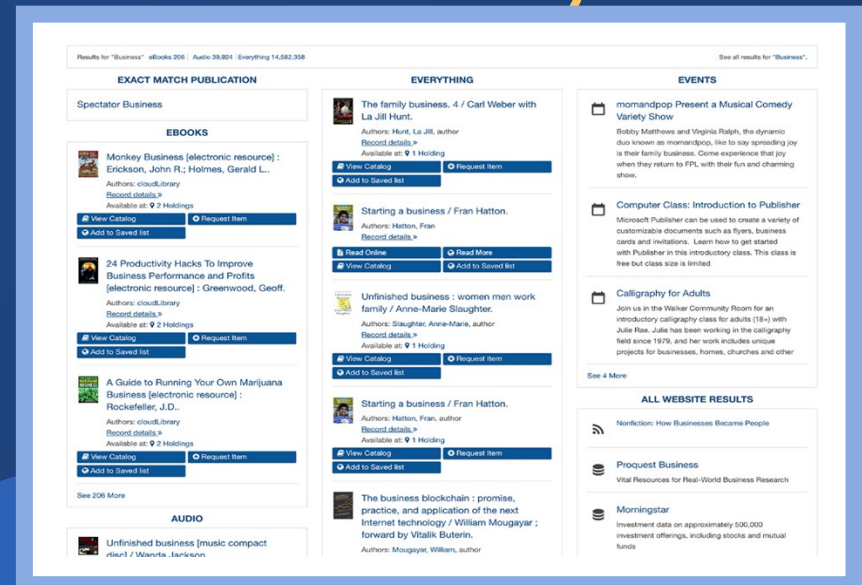 Results for "Business" eBooks 206 Audio 39,924 Everything 14,582,358
See all results for "Business".
EXACT MATCH PUBLICATION
Spectator Business
EBOOKS
Monkey Business [electronic resource] :
Erickson, John R.; Holmes, Gerald L..
Authors: cloudLibrary
Record details »
Available at: 2 Holdings
View Catalog
Request Item
Add to Saved list
24 Productivity Hacks To Improve
Business Performance and Profits
[electronic resource] : Greenwood, Geoff.
Authors: cloudLibrary
Record details »
Available at: 2 Holdings
View Catalog
Request Item
Add to Saved list
A Guide to Running Your Own Marijuana
Business [electronic resource] :
Rockefeller, J.D..
Authors: cloudLibrary
Record details »
Available at: 2 Holdings
View Catalog
Request Item
Add to Saved list
See 206 More
AUDIO
Unfinished business [music compact
disc] / Wanda Jackson
EVERYTHING
The family business. 4 / Carl Weber with
La Jill Hunt.
Authors: Hunt, La Jill, author
Record details »
Available at: 1 Holding
View Catalog
Request Item
Add to Saved list
Starting a business / Fran Hatton.
Authors: Hatton, Fran
Record details »
Read Online
Read More
View Catalog
Add to Saved list
Unfinished business : women men work
family / Anne-Marie Slaughter.
Authors: Slaughter, Anne-Marie, author
Record details »
Available at: 1 Holding
View Catalog
Request Item
Add to Saved list
Starting a business / Fran Hatton.
Authors: Hatton, Fran, author
Record details »
Available at: 1 Holding
View Catalog
Request Item
Add to Saved list
The business blockchain : promise,
practice, and application of the next
Internet technology / William Mougayar ;
forward by Vitalik Buterin.
Authors: Mougayar, William, author
EVENTS
momandpop Present a Musical Comedy
Variety Show
Bobby Matthews and Virginia Ralph, the dynamic
duo known as momandpop, like to say spreading joy
is their family business. Come experience that joy
when they return to FPL with their fun and charming
show.
Computer Class: Introduction to Publisher
Microsoft Publisher can be used to create a variety of
customizable documents such as flyers, business
cards and invitations. Learn how to get started
with Publisher in this introductory class. This class is
free but class size is limited
Calligraphy for Adults
Join us in the Walker Community Room for an
introductory calligraphy class for adults (18+) with
Julie Rae. Julie has been working in the calligraphy
field since 1979, and her work includes unique
projects for businesses, homes, churches and other
See 4 More
ALL WEBSITE RESULTS
Nonfiction: How Businesses Became People
Proquest Business
Vital Resources for Real-World Business Research
Morningstar
Investment data on approximately 500,000
investment offerings, including stocks and mutual
funds